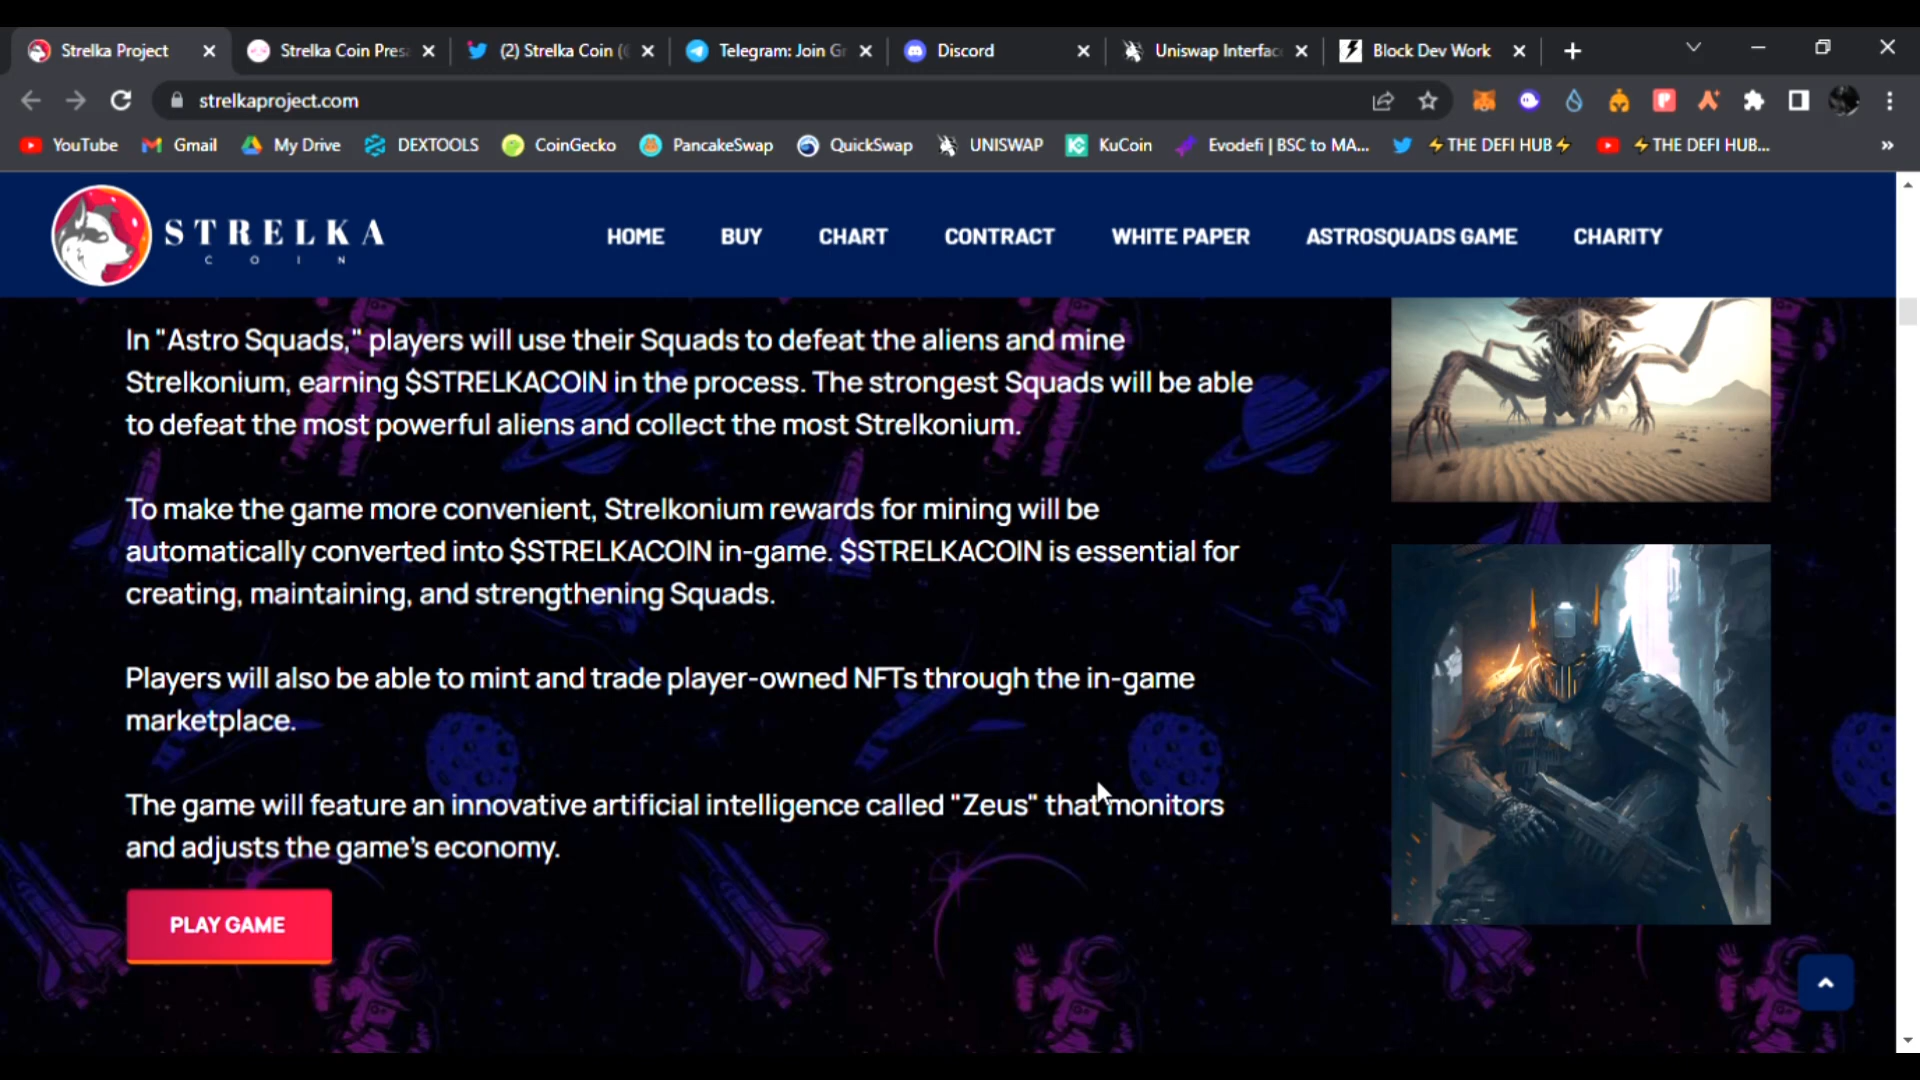 Strelka Project
Strelka Coin Presa
(2) Strelka Coin (
Telegram: Join Gr
Discord
Uniswap Interfac
Block Dev Work
strelkaproject.com
YouTube
Gmail
My Drive
DEXTOOLS
CoinGecko
PancakeSwap
QuickSwap
UNISWAP
KuCoin
Evodefi | BSC to MA...
⚡THE DEFI HUB⚡
⚡THE DEFI HUB...
STRELKA
COIN
HOME
BUY
CHART
CONTRACT
WHITE PAPER
ASTROSQUADS GAME
CHARITY
In "Astro Squads," players will use their Squads to defeat the aliens and mine
Strelkonium, earning $STRELKACOIN in the process. The strongest Squads will be able
to defeat the most powerful aliens and collect the most Strelkonium.
To make the game more convenient, Strelkonium rewards for mining will be
automatically converted into $STRELKACOIN in-game. $STRELKACOIN is essential for
creating, maintaining, and strengthening Squads.
Players will also be able to mint and trade player-owned NFTs through the in-game
marketplace.
The game will feature an innovative artificial intelligence called "Zeus" that monitors
and adjusts the game's economy.
PLAY GAME